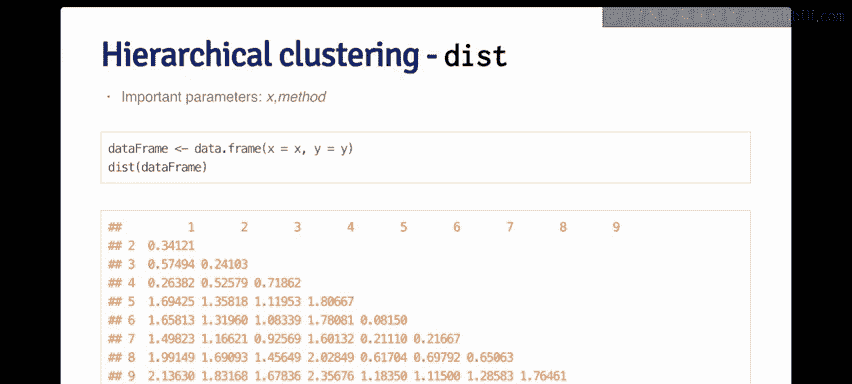 Hierarchical clustering - dist
· Important parameters: x,method
dataFrame <- data.frame(x = x, y = y)
dist(dataFrame)
## 1 2 3 4 5 6 7 8 9
## 2 0.34121
## 3 0.57494 0.24103
## 4 0.26382 0.52579 0.71862
## 5 1.69425 1.35818 1.11953 1.80667
## 6 1.65813 1.31960 1.08339 1.78081 0.08150
## 7 1.49823 1.16621 0.92569 1.60132 0.21110 0.21667
## 8 1.99149 1.69093 1.45649 2.02849 0.61704 0.69792 0.65063
## 9 2.13630 1.83168 1.67836 2.35676 1.18350 1.11500 1.28583 1.76461